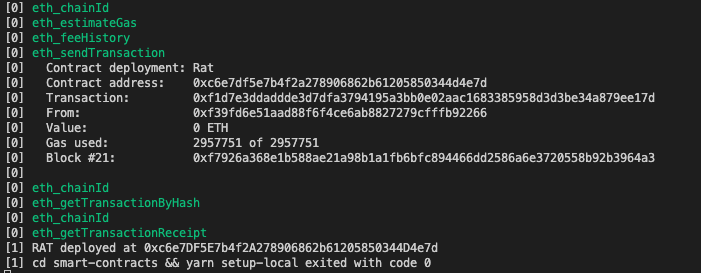 [0] eth_chainId
[0] eth_estimateGas
[0] eth_feeHistory
[0] eth_sendTransaction
[0]   Contract deployment: Rat
[0]   Contract address:    0xc6e7df5e7b4f2a278906862b61205850344d4e7d
[0]   Transaction:         0xf1d7e3ddaddde3d7dfa3794195a3bb0e02aac1683385958d3d3be34a879ee17d
[0]   From:                0xf39fd6e51aad88f6f4ce6ab8827279cfffb92266
[0]   Value:               0 ETH
[0]   Gas used:            2957751 of 2957751
[0]   Block #21:           0xf7926a368e1b588ae21a98b1a1fb6bfc894466dd2586a6e3720558b92b3964a3
[0]
[0] eth_chainId
[0] eth_getTransactionByHash
[0] eth_chainId
[0] eth_getTransactionReceipt
[1] RAT deployed at 0xc6e7DF5E7b4f2A278906862b61205850344D4e7d
[1] cd smart-contracts && yarn setup-local exited with code 0